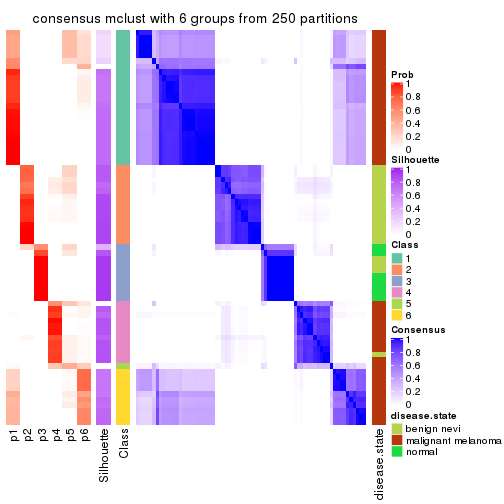 consensus mclust with 6 groups from 250 partitions
Prob
1
0.8
0.6
0.4
0.2
0
Silhouette
1
0.8
0.6
0.4
0.2
0
Class
1
2
3
4
5
6
Consensus
1
0.8
0.6
0.4
0.2
0
disease.state
benign nevi
malignant melanoma
normal
p1
p2
p3
p4
p5
p6
Silhouette
Class
disease.state